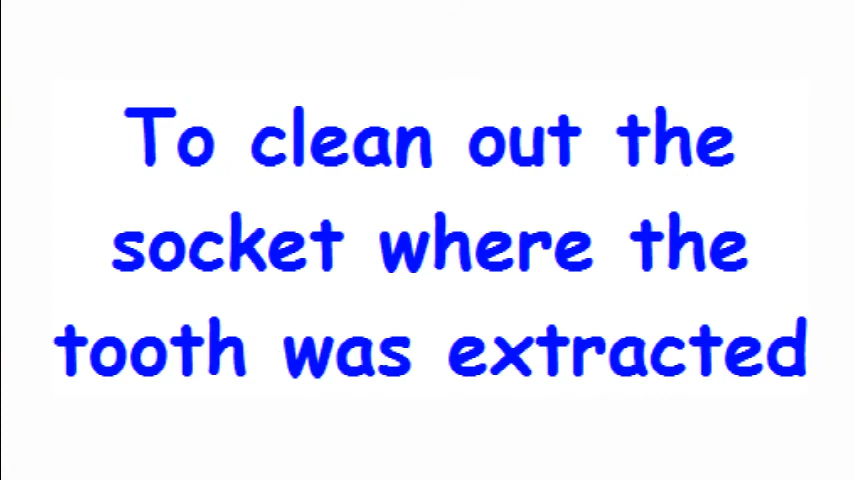 To clean out the
socket where the
tooth was extracted